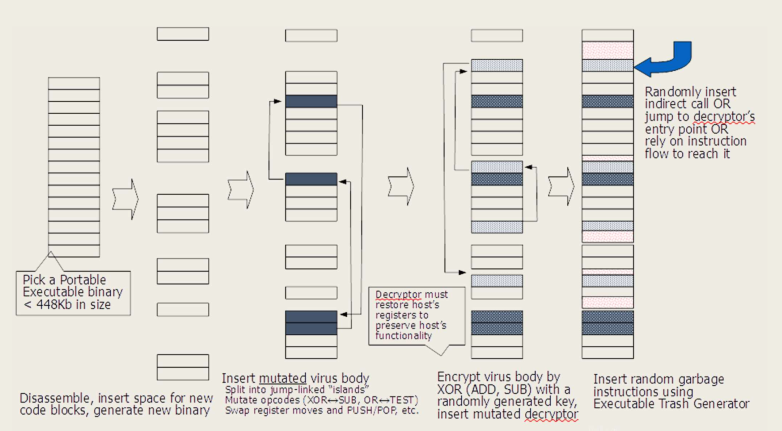 Pick a Portable
Executable binary
< 448Kb in size
Disassemble, insert space for new
code blocks, generate new binary
Insert mutated virus body
Split into jump-linked "islands"
Mutate opcodes (XOR↔SUB, OR↔TEST)
Swap register moves and PUSH/POP, etc.
Decryptor must
restore host's
registers to
preserve host's
functionality
Encrypt virus body by
XOR (ADD, SUB) with a
randomly generated key,
insert mutated decryptor
Randomly insert
indirect call OR
jump to decryptor's
entry point OR
rely on instruction
flow to reach it
Insert random garbage
instructions using
Executable Trash Generator